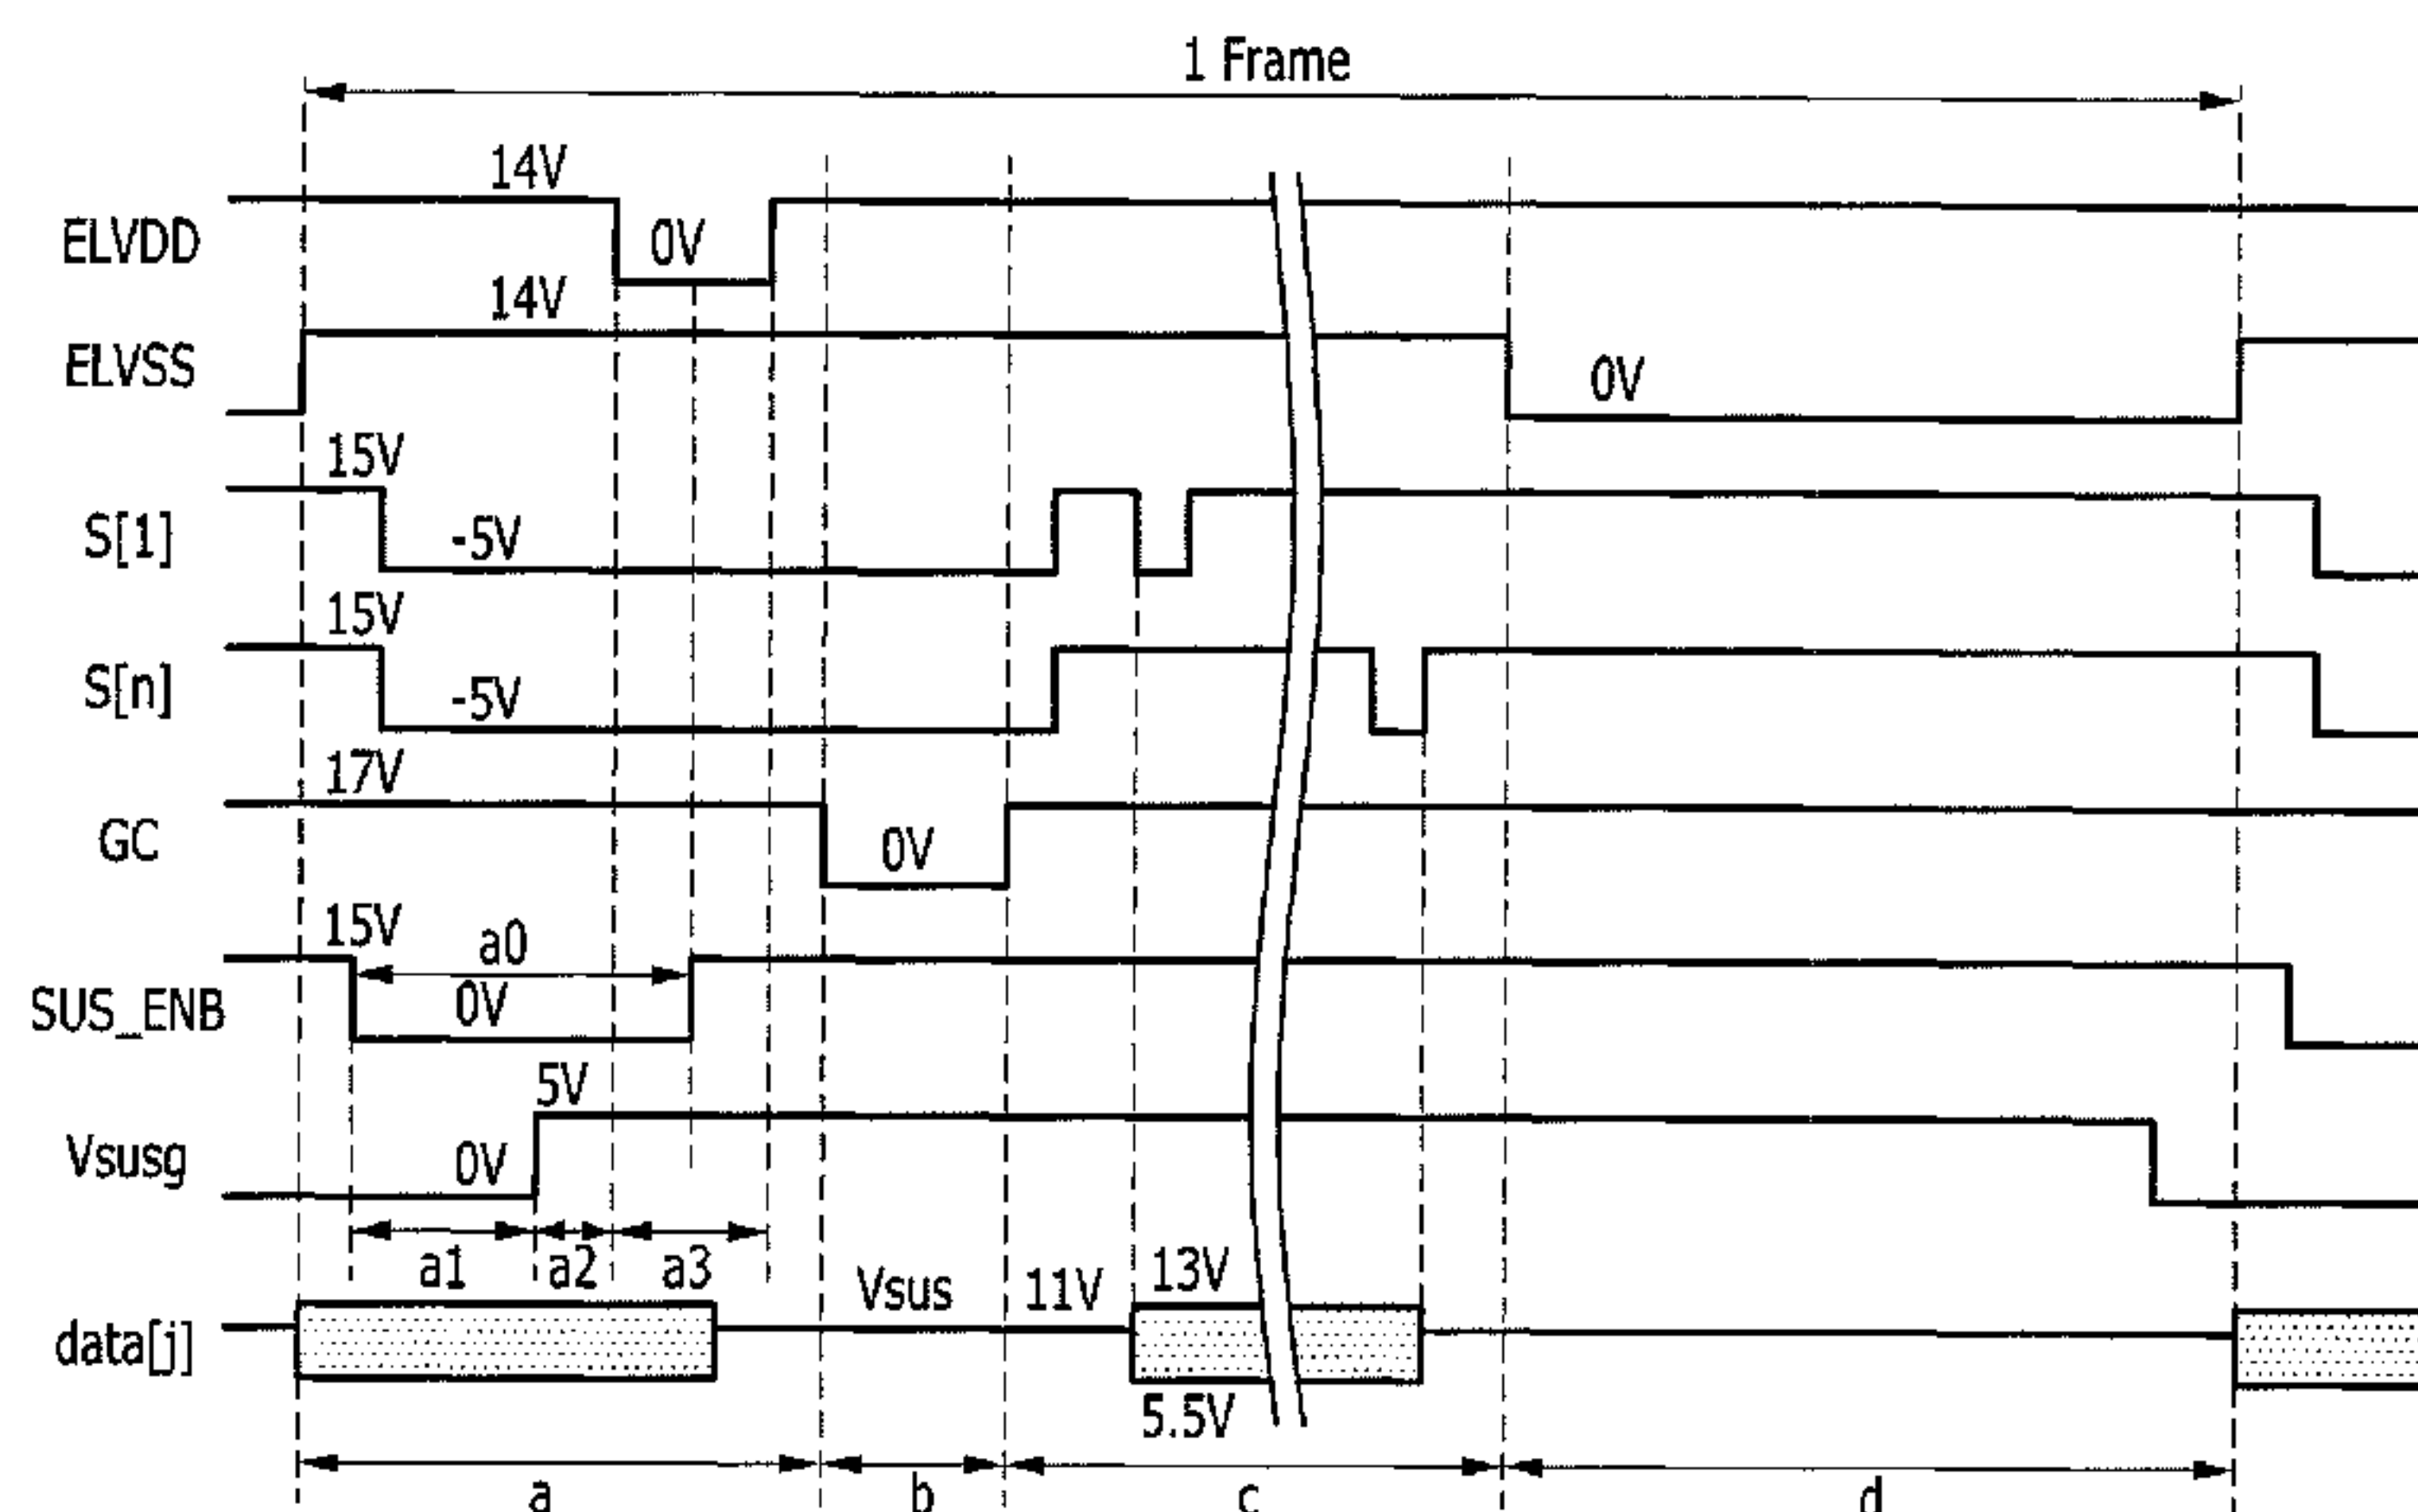 1 Frame
14V
ELVDD
0V
14V
ELVSS
0V
15V
S[1]
-5V
15V
S[n]
-5V
17V
GC
0V
15V
a0
SUS_ENB
0V
5V
Vsusg
0V
a1 a2 a3
Vsus 11V 13V
data[j]
5.5V
a b c d